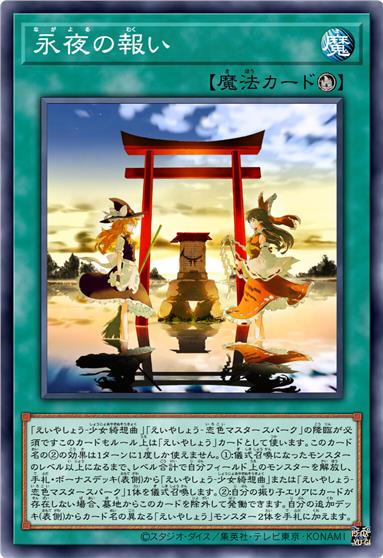 永夜の報い
魔
【魔法カード】
「えいやしょう・少女綺想曲」「えいやしょう・恋色マスタースパーク」の降臨が必
須ですこのカードもルール上は「えいやしょう」カードとして使います。このカード
名の②の効果は1ターンに1度しか使えません。①:儀式召喚になったモンスター
のレベル以上になるまで、レベル合計で自分フィールド上のモンスターを解放し、
手札・ボーナスデッキ(表側)から「えいやしょう・少女綺想曲」または「えいやしょう・
恋色マスタースパーク」1体を儀式召喚します。②:自分の振り子エリアにカードが
存在しない場合、墓地からこのカードを除外して発動できます。自分の追加デッ
キ(表側)からカード名の異なる「えいやしょう」モンスター2体を手札に加えます。
©スタジオ・ダイス/集英社・テレビ東京・KONAMI